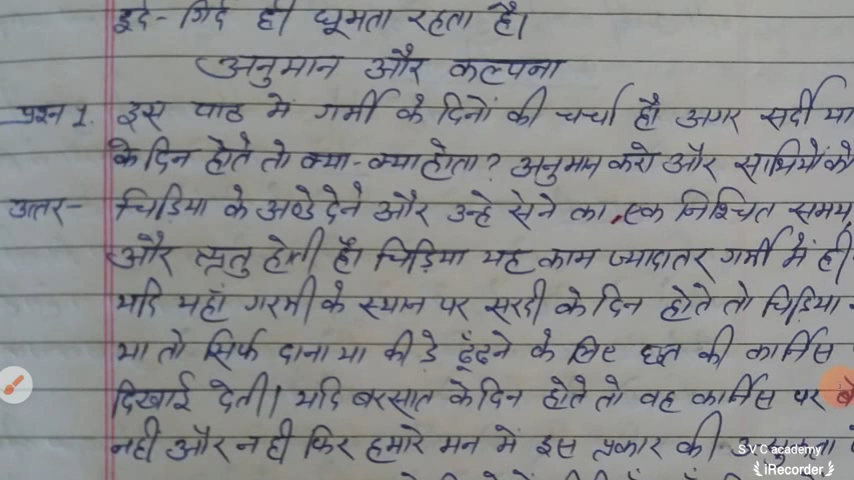 इर्द-गिर्द ही घूमता रहता है।
अनुमान और कल्पना
प्रश्न 1. इस पाठ में गर्मी के दिनों की चर्चा है। अगर सर्दी या
के दिन होते तो क्या-क्या होता? अनुमान करो और साथियों को
उत्तर- चिड़िया के अण्डे देने और उन्हे सेने का एक निश्चित समय
और ऋतु होती है। चिड़िया यह काम ज्यादातर गर्मी में ही
यदि यहाँ गरमी के स्थान पर सरदी के दिन होते तो चिड़िया
या तो सिर्फ दाना या कीड़े ढूँढने के लिए छत की कार्निस
दिखाई देती। यदि बरसात के दिन होते तो वह कार्निस पर
नही और न ही फिर हमारे मन में इस प्रकार की
S V C academy
iRecorder